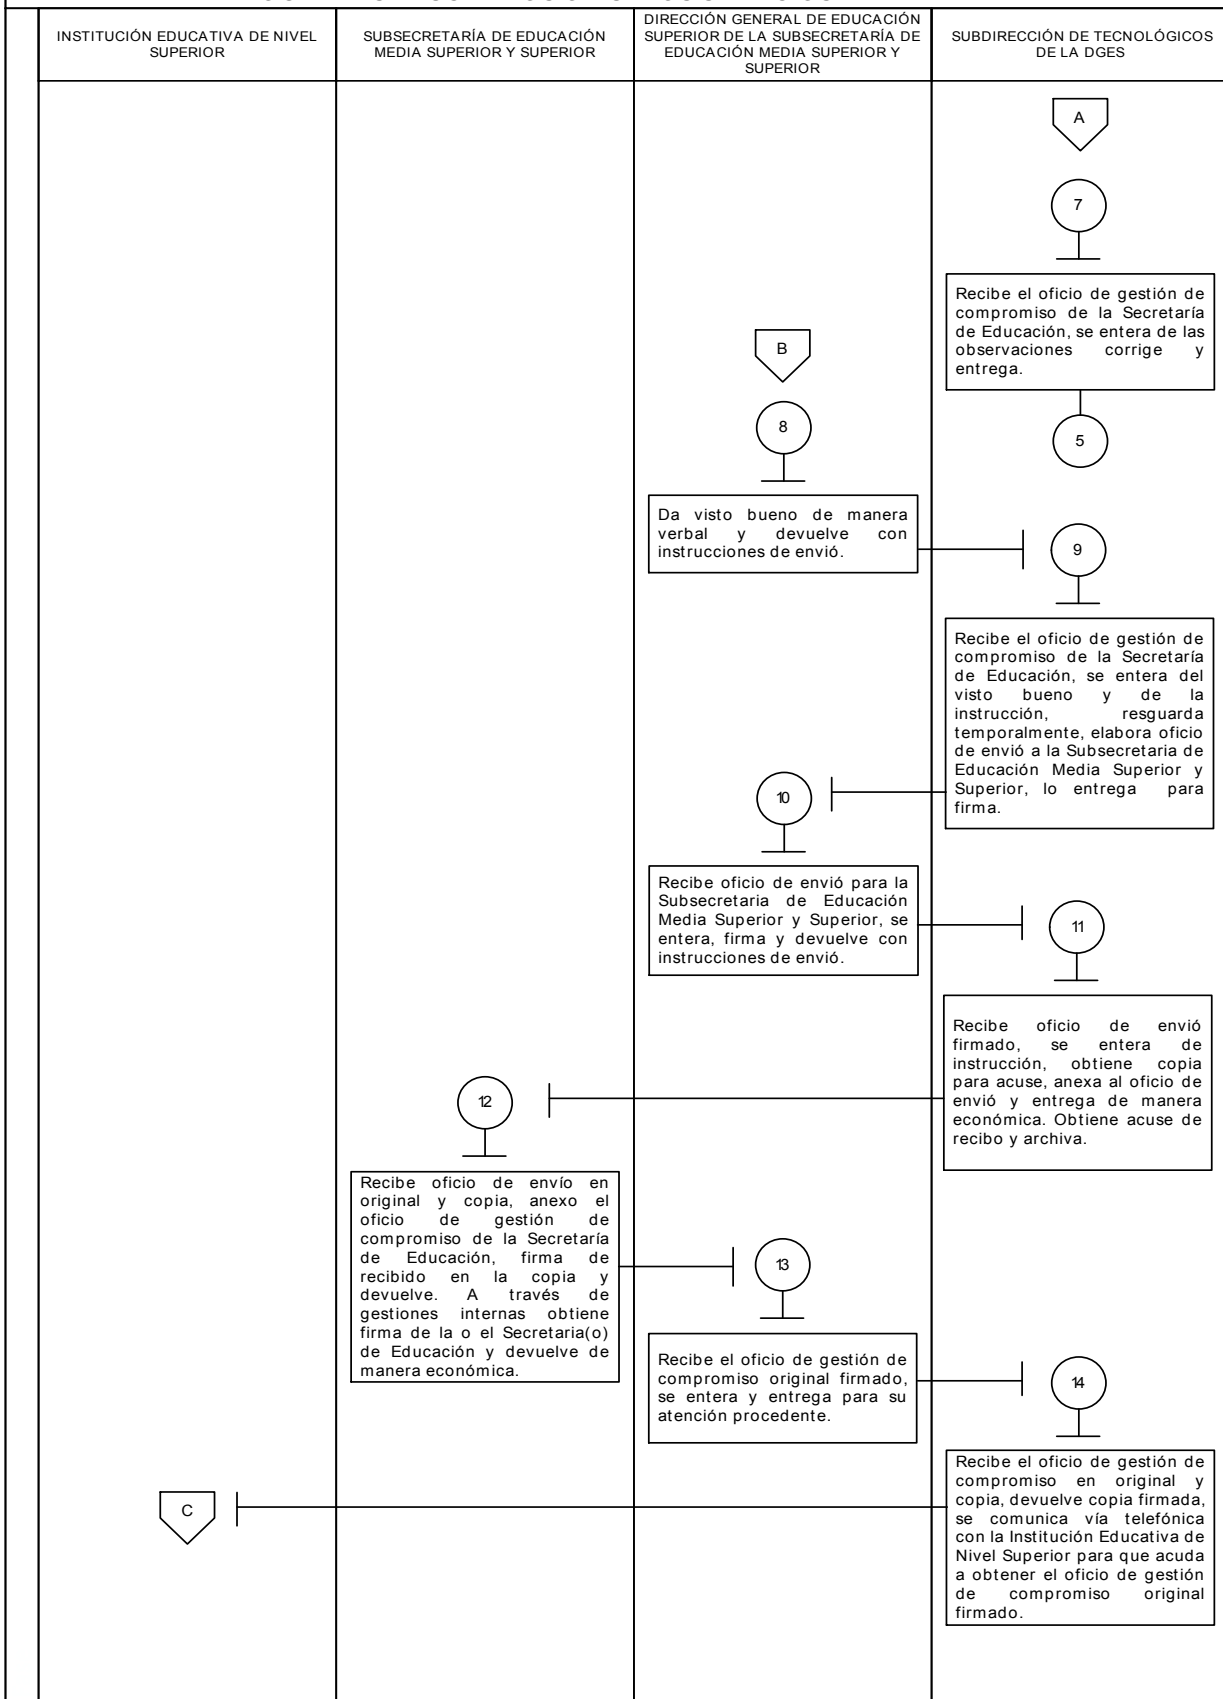 INSTITUCIÓN EDUCATIVA DE NIVEL
SUPERIOR
SUBSECRETARÍA DE EDUCACIÓN
MEDIA SUPERIOR Y SUPERIOR
DIRECCIÓN GENERAL DE EDUCACIÓN
SUPERIOR DE LA SUBSECRETARÍA DE
EDUCACIÓN MEDIA SUPERIOR Y
SUPERIOR
SUBDIRECCIÓN DE TECNOLÓGICOS
DE LA DGES
A
7
Recibe el oficio de gestión de
compromiso de la Secretaría
de Educación, se entera de las
observaciones corrige y
entrega.
5
B
8
Da visto bueno de manera
verbal y devuelve con
instrucciones de envió.
9
Recibe el oficio de gestión de
compromiso de la Secretaría
de Educación, se entera del
visto bueno y de la
instrucción, resguarda
temporalmente, elabora oficio
de envió a la Subsecretaria de
Educación Media Superior y
Superior, lo entrega para
firma.
10
Recibe oficio de envió para la
Subsecretaria de Educación
Media Superior y Superior, se
entera, firma y devuelve con
instrucciones de envió.
11
Recibe oficio de envió
firmado, se entera de
instrucción, obtiene copia
para acuse, anexa al oficio de
envió y entrega de manera
económica. Obtiene acuse de
recibo y archiva.
12
Recibe oficio de envío en
original y copia, anexo el
oficio de gestión de
compromiso de la Secretaría
de Educación, firma de
recibido en la copia y
devuelve. A través de
gestiones internas obtiene
firma de la o el Secretaria(o)
de Educación y devuelve de
manera económica.
13
Recibe el oficio de gestión de
compromiso original firmado,
se entera y entrega para su
atención procedente.
14
Recibe el oficio de gestión de
compromiso en original y
copia, devuelve copia firmada,
se comunica vía telefónica
con la Institución Educativa de
Nivel Superior para que acuda
a obtener el oficio de gestión
de compromiso original
firmado.
C